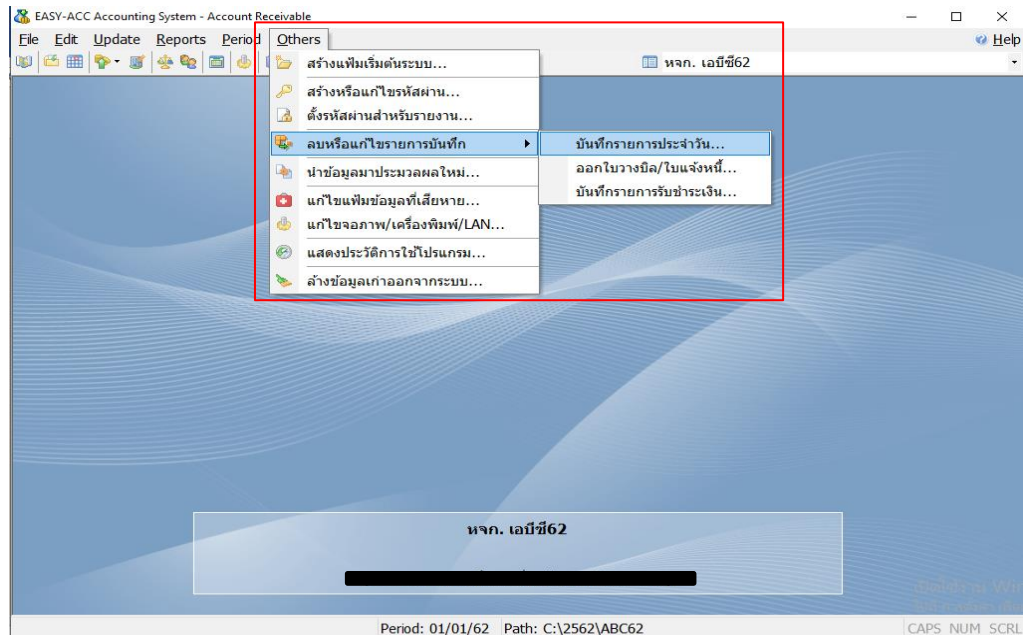 EASY-ACC Accounting System - Account Receivable
File Edit Update Reports Period Others Help
หจก. เอบีซี62
สร้างแฟ้มเริ่มต้นระบบ...
สร้างหรือแก้ไขรหัสผ่าน...
ตั้งรหัสผ่านสำหรับรายงาน...
ลบหรือแก้ไขรายการบันทึก
บันทึกรายการประจำวัน...
ออกใบวางบิล/ใบแจ้งหนี้...
บันทึกรายการรับชำระเงิน...
นำข้อมูลมาประมวลผลใหม่...
แก้ไขแฟ้มข้อมูลที่เสียหาย...
แก้ไขจอภาพ/เครื่องพิมพ์/LAN...
แสดงประวัติการใช้โปรแกรม...
ล้างข้อมูลเก่าออกจากระบบ...
หจก. เอบีซี62
Period: 01/01/62 Path: C:\2562\ABC62 CAPS NUM SCRL